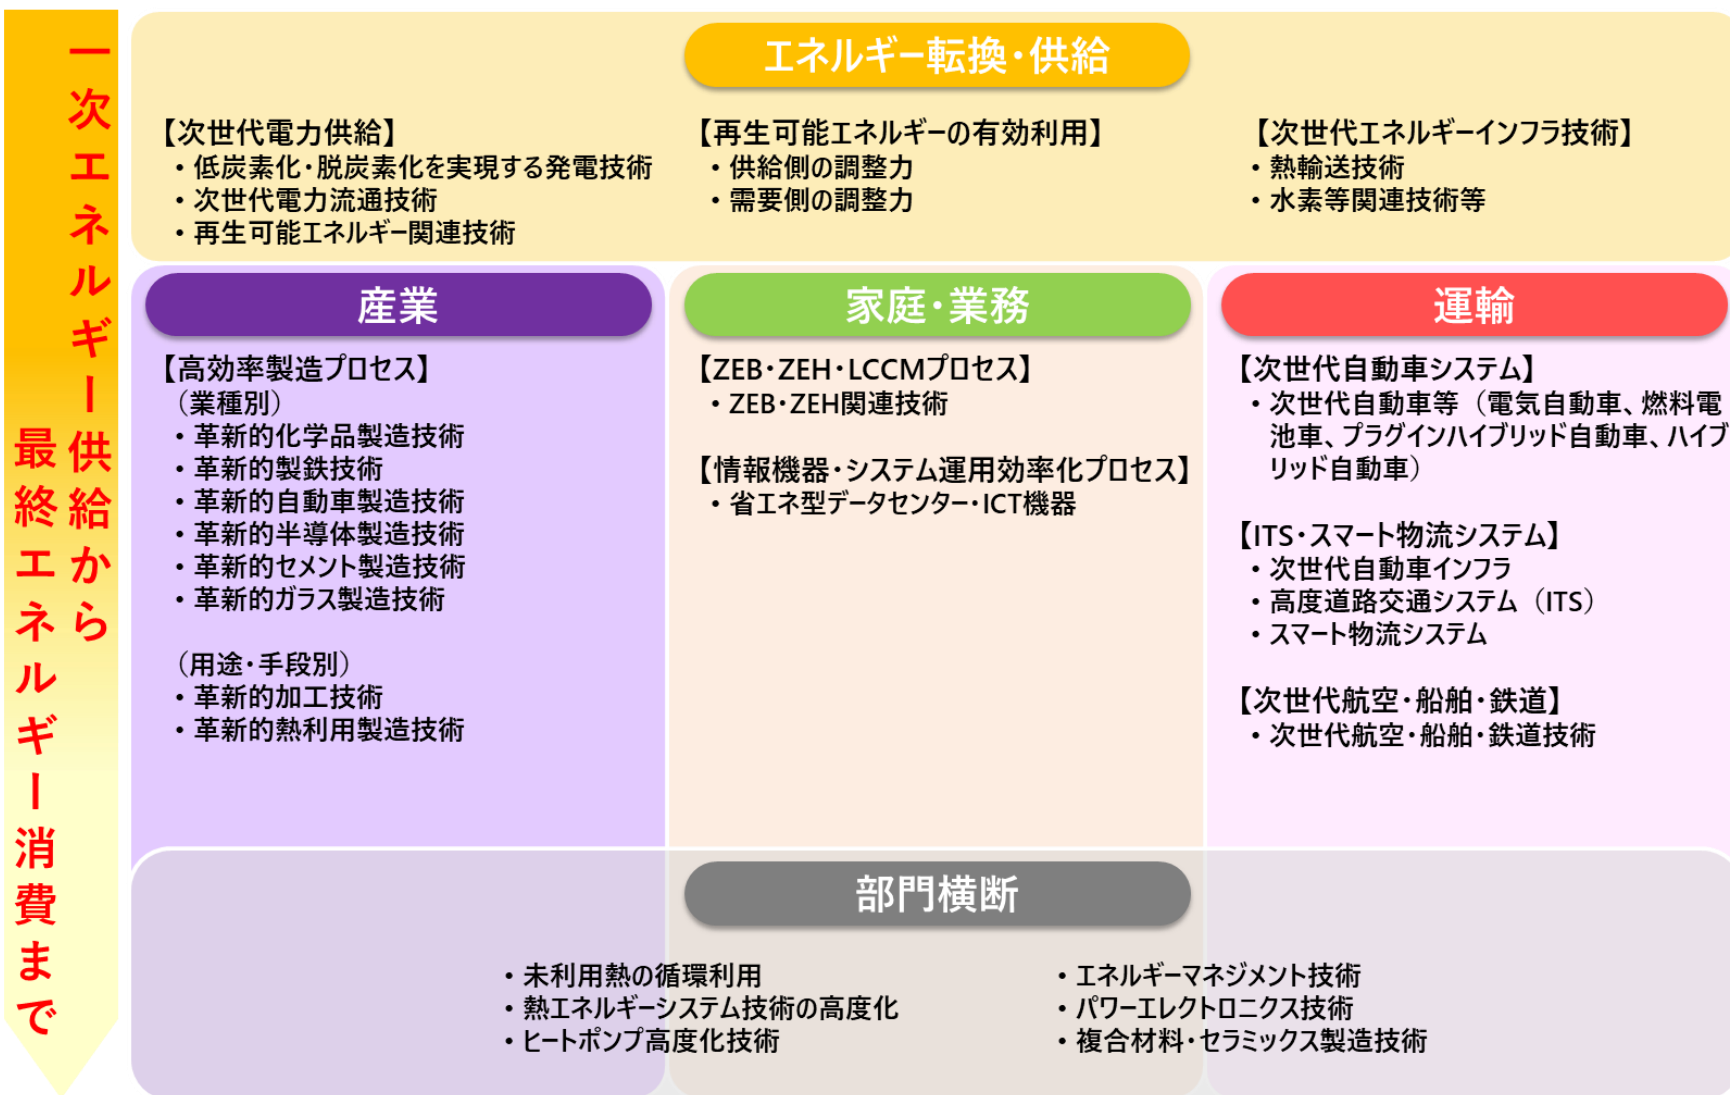 一次エネルギー供給から
最終エネルギー消費まで
エネルギー転換・供給
【次世代電力供給】
・低炭素化・脱炭素化を実現する発電技術
・次世代電力流通技術
・再生可能エネルギー関連技術
【再生可能エネルギーの有効利用】
・供給側の調整力
・需要側の調整力
【次世代エネルギーインフラ技術】
・熱輸送技術
・水素等関連技術等
産業
【高効率製造プロセス】
（業種別）
・革新的化学品製造技術
・革新的製鉄技術
・革新的自動車製造技術
・革新的半導体製造技術
・革新的セメント製造技術
・革新的ガラス製造技術
（用途・手段別）
・革新的加工技術
・革新的熱利用製造技術
家庭・業務
【ZEB・ZEH・LCCMプロセス】
・ZEB・ZEH関連技術
【情報機器・システム運用効率化プロセス】
・省エネ型データセンター・ICT機器
運輸
【次世代自動車システム】
・次世代自動車等（電気自動車、燃料電
池車、プラグインハイブリッド自動車、ハイブ
リッド自動車）
【ITS・スマート物流システム】
・次世代自動車インフラ
・高度道路交通システム（ITS）
・スマート物流システム
【次世代航空・船舶・鉄道】
・次世代航空・船舶・鉄道技術
部門横断
・未利用熱の循環利用
・熱エネルギーシステム技術の高度化
・ヒートポンプ高度化技術
・エネルギーマネジメント技術
・パワーエレクトロニクス技術
・複合材料・セラミックス製造技術